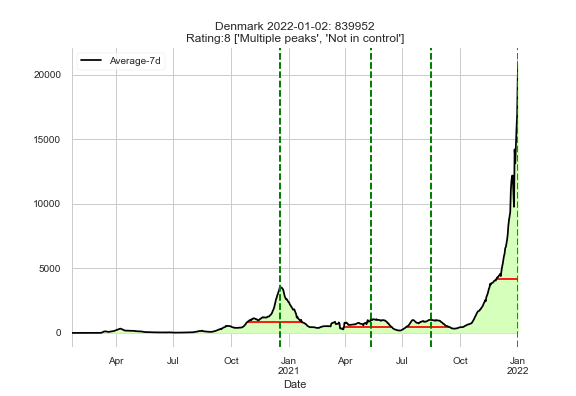 Denmark 2022-01-02: 839952
Rating:8 ['Multiple peaks', 'Not in control']
Average-7d
20000
15000
10000
5000
0
Apr Jul Oct Jan Apr Jul Oct Jan
2021 2022
Date